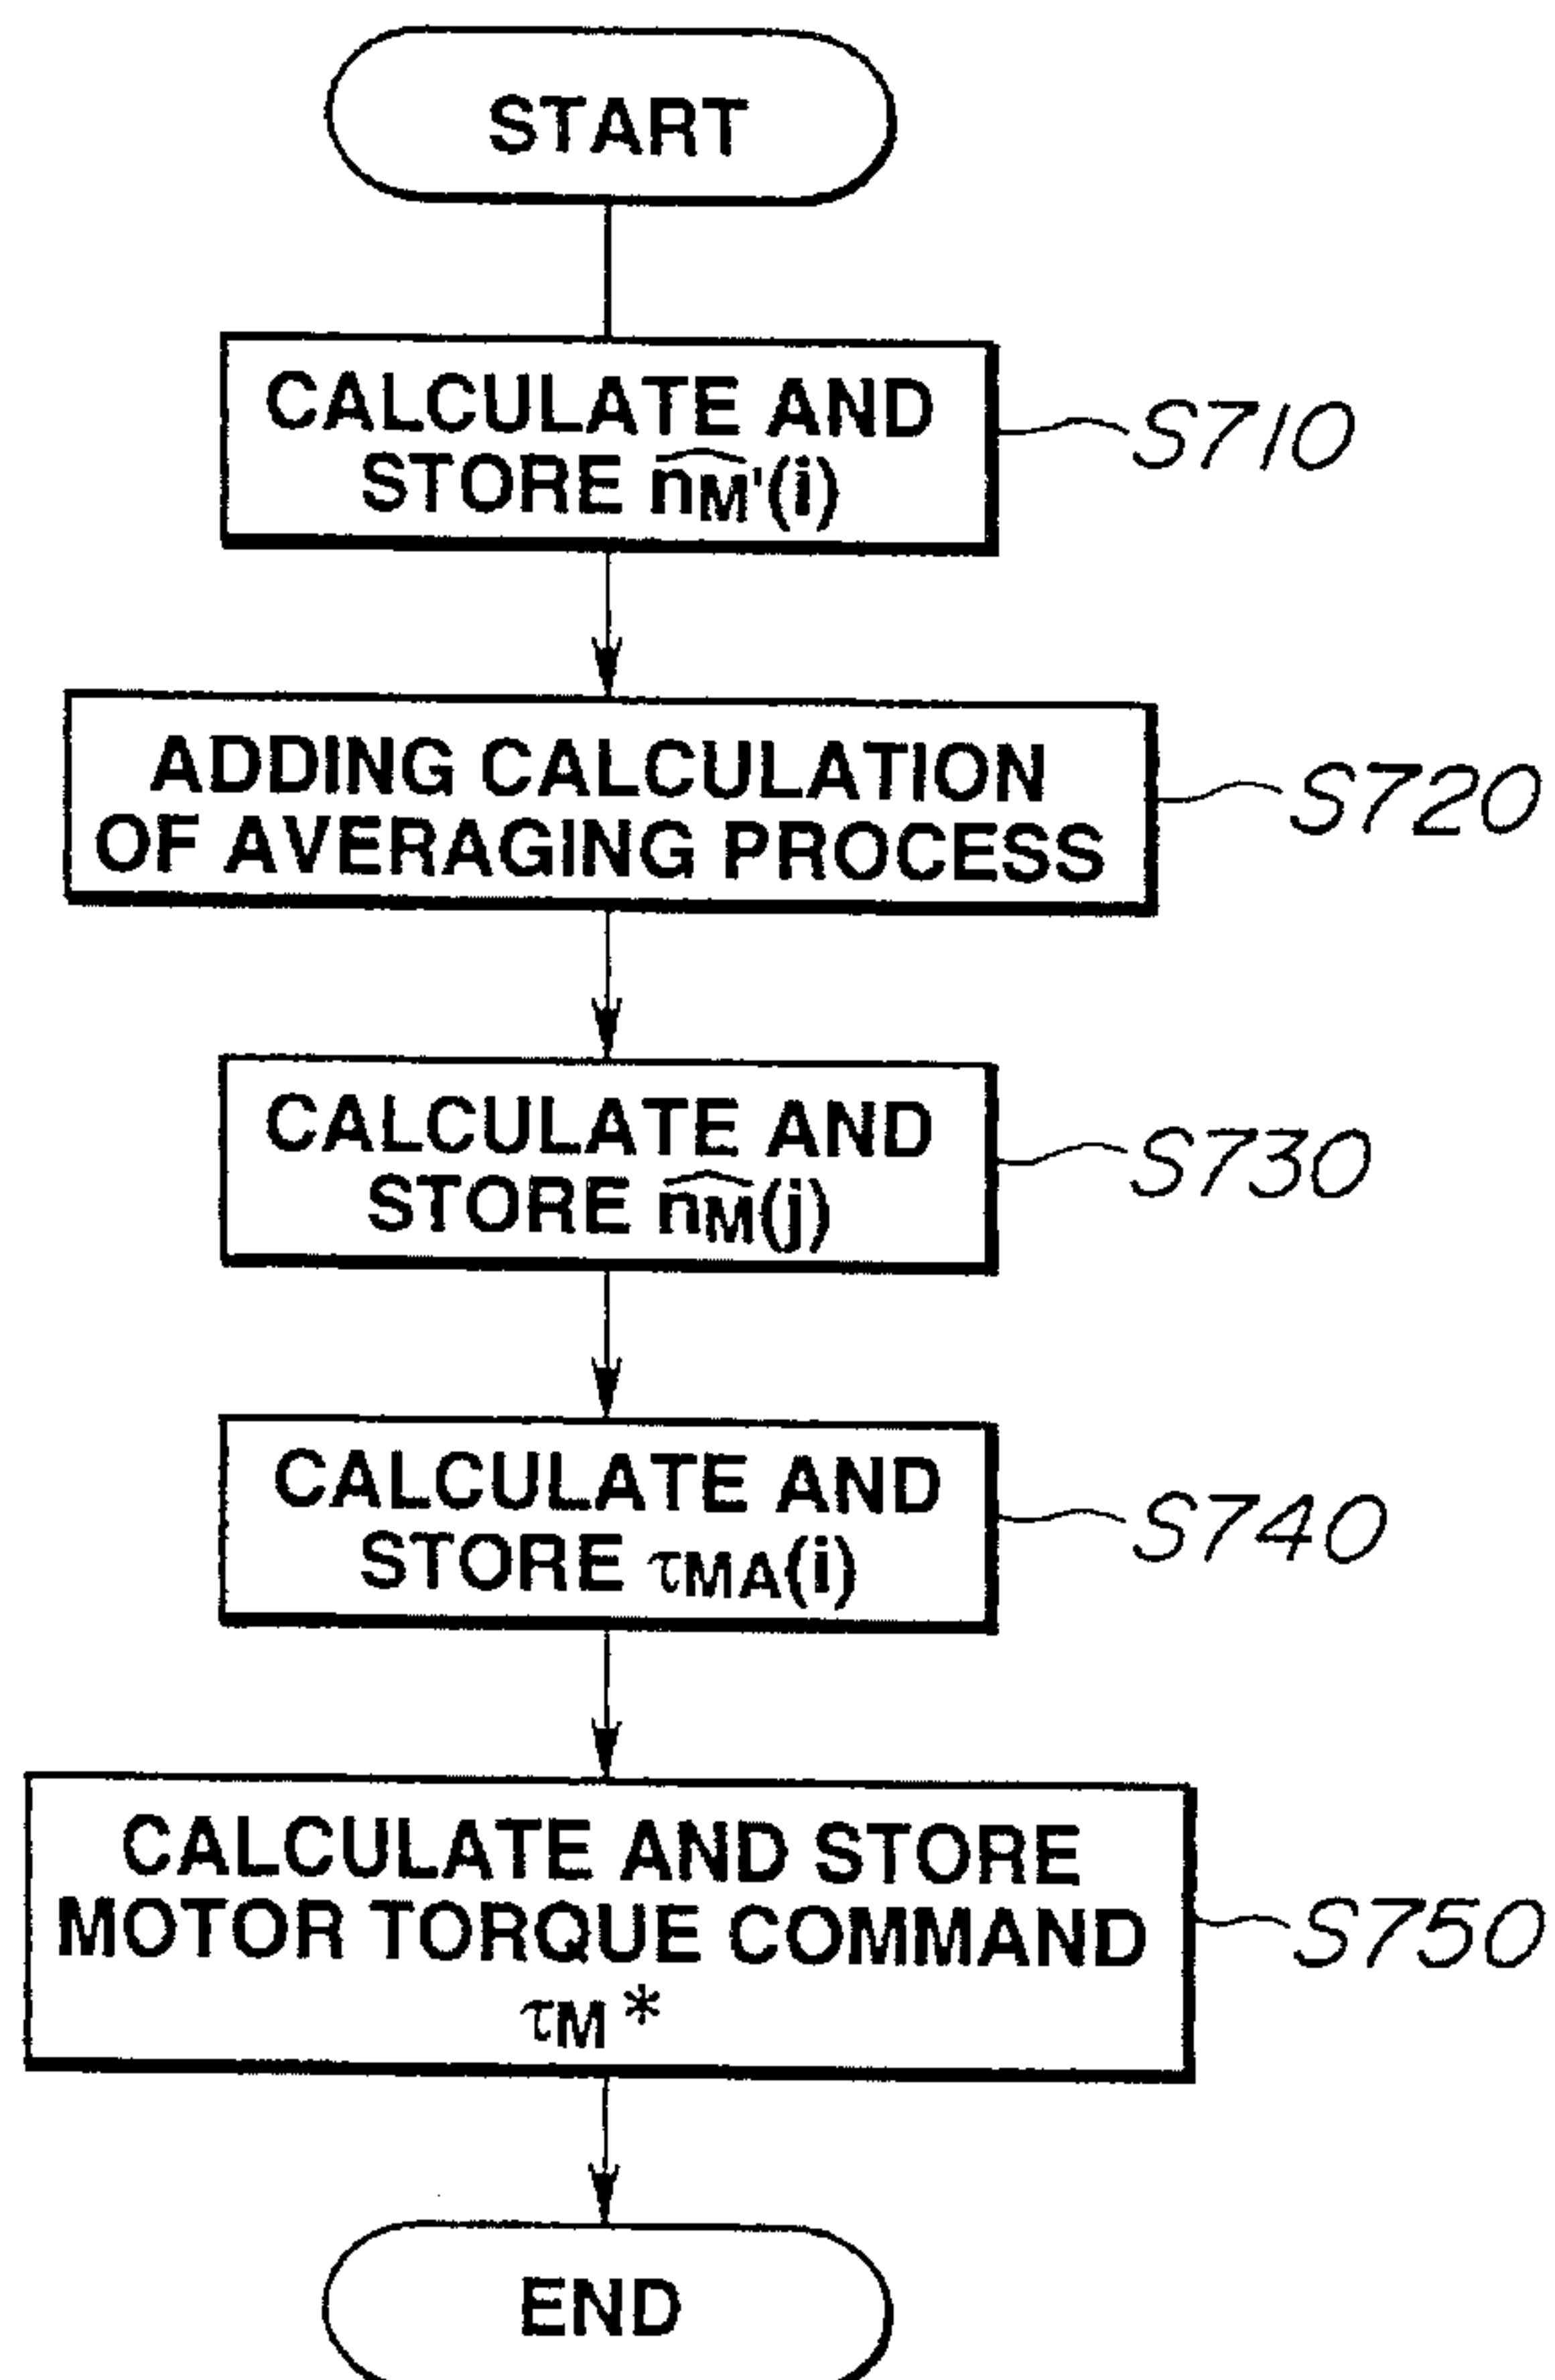 START
CALCULATE AND
STORE n̂M'(i)
S710
ADDING CALCULATION
OF AVERAGING PROCESS
S720
CALCULATE AND
STORE n̂M(j)
S730
CALCULATE AND
STORE τMA(i)
S740
CALCULATE AND STORE
MOTOR TORQUE COMMAND
τM*
S750
END